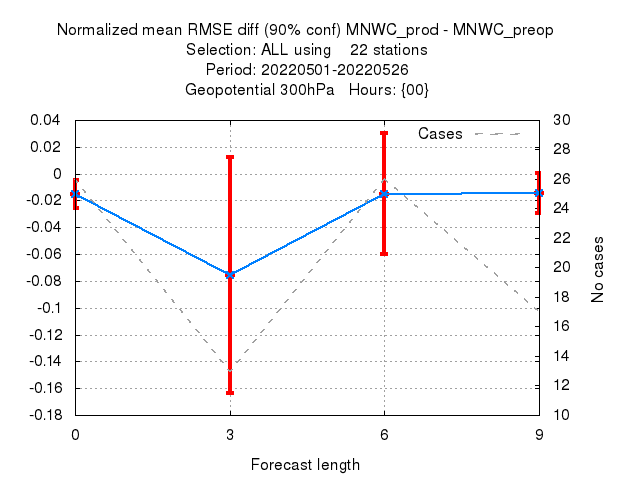 Normalized mean RMSE diff (90% conf) MNWC_prod - MNWC_preop
Selection: ALL using    22 stations
Period: 20220501-20220526
Geopotential 300hPa   Hours: {00}
Cases
0.04
0.02
0
-0.02
-0.04
-0.06
-0.08
-0.1
-0.12
-0.14
-0.16
-0.18
30
28
26
24
22
20
18
16
14
12
10
No cases
0 3 6 9
Forecast length